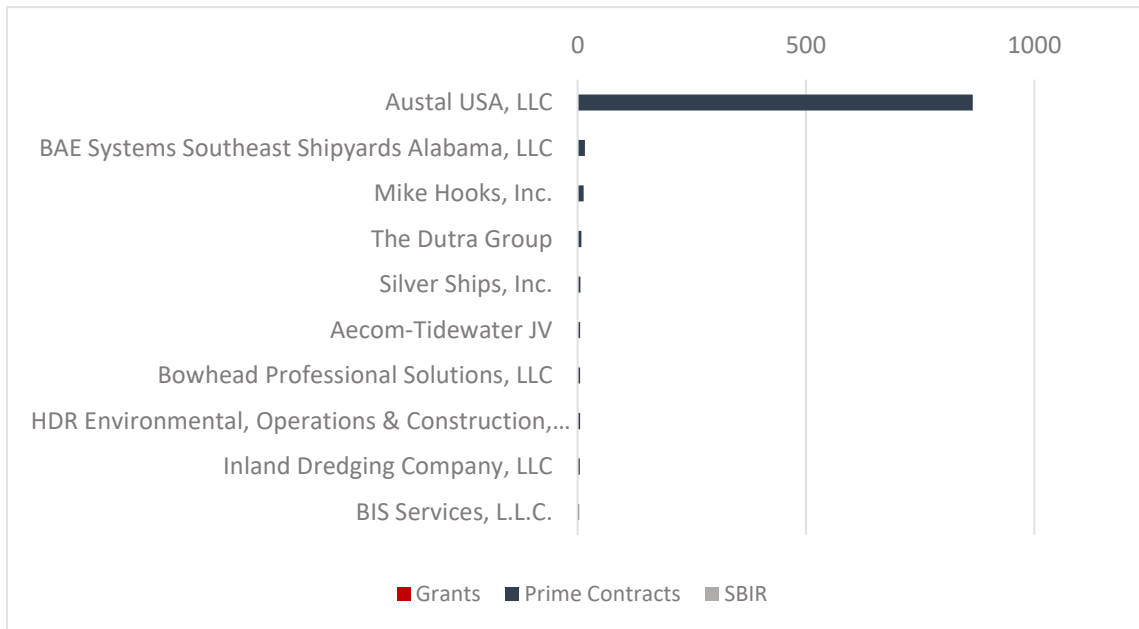 0 500 1000
Austal USA, LLC
BAE Systems Southeast Shipyards Alabama, LLC
Mike Hooks, Inc.
The Dutra Group
Silver Ships, Inc.
Aecom-Tidewater JV
Bowhead Professional Solutions, LLC
HDR Environmental, Operations & Construction,...
Inland Dredging Company, LLC
BIS Services, L.L.C.
Grants Prime Contracts SBIR